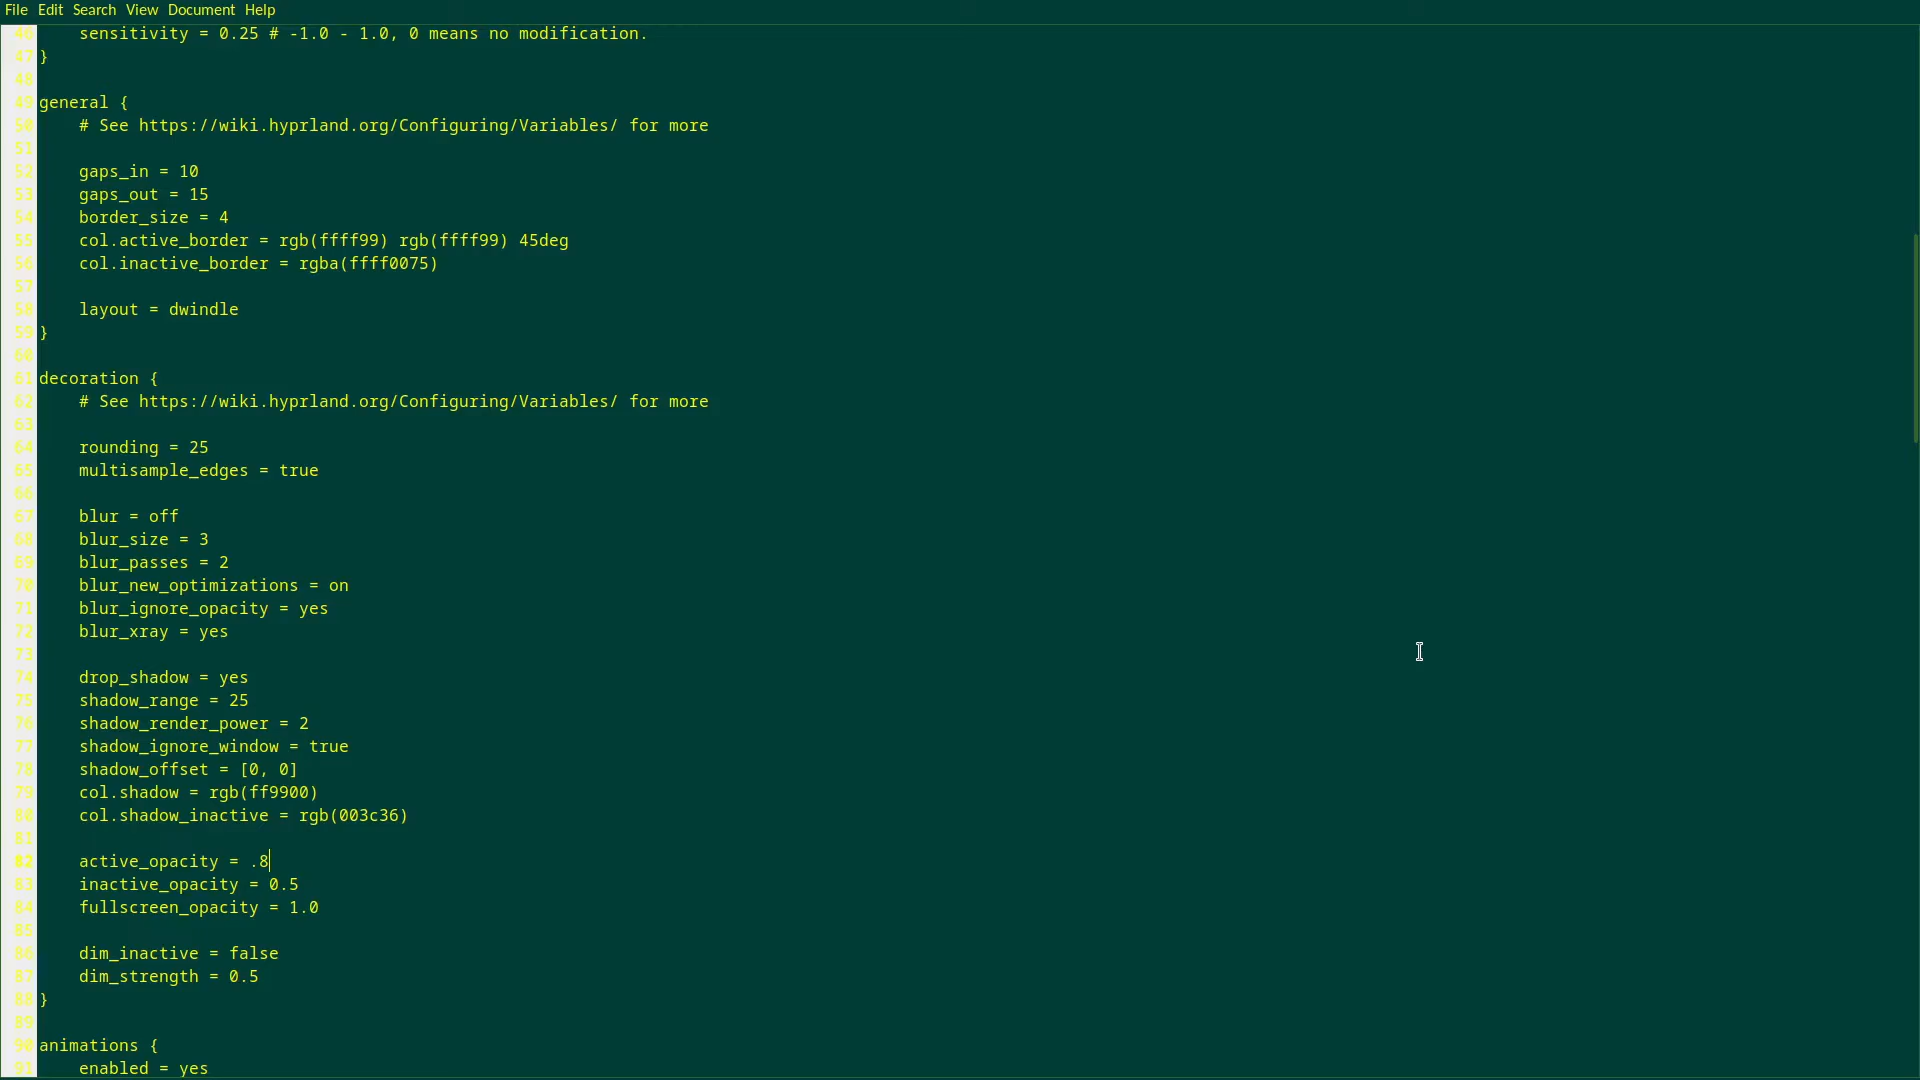 File Edit Search View Document Help
46 sensitivity = 0.25 # -1.0 - 1.0, 0 means no modification.
47 }
48
49 general {
50 # See https://wiki.hyprland.org/Configuring/Variables/ for more
51
52 gaps_in = 10
53 gaps_out = 15
54 border_size = 4
55 col.active_border = rgb(ffff99) rgb(ffff99) 45deg
56 col.inactive_border = rgba(ffff0075)
57
58 layout = dwindle
59 }
60
61 decoration {
62 # See https://wiki.hyprland.org/Configuring/Variables/ for more
63
64 rounding = 25
65 multisample_edges = true
66
67 blur = off
68 blur_size = 3
69 blur_passes = 2
70 blur_new_optimizations = on
71 blur_ignore_opacity = yes
72 blur_xray = yes
73
74 drop_shadow = yes
75 shadow_range = 25
76 shadow_render_power = 2
77 shadow_ignore_window = true
78 shadow_offset = [0, 0]
79 col.shadow = rgb(ff9900)
80 col.shadow_inactive = rgb(003c36)
81
82 active_opacity = .8
83 inactive_opacity = 0.5
84 fullscreen_opacity = 1.0
85
86 dim_inactive = false
87 dim_strength = 0.5
88 }
89
90 animations {
91 enabled = yes